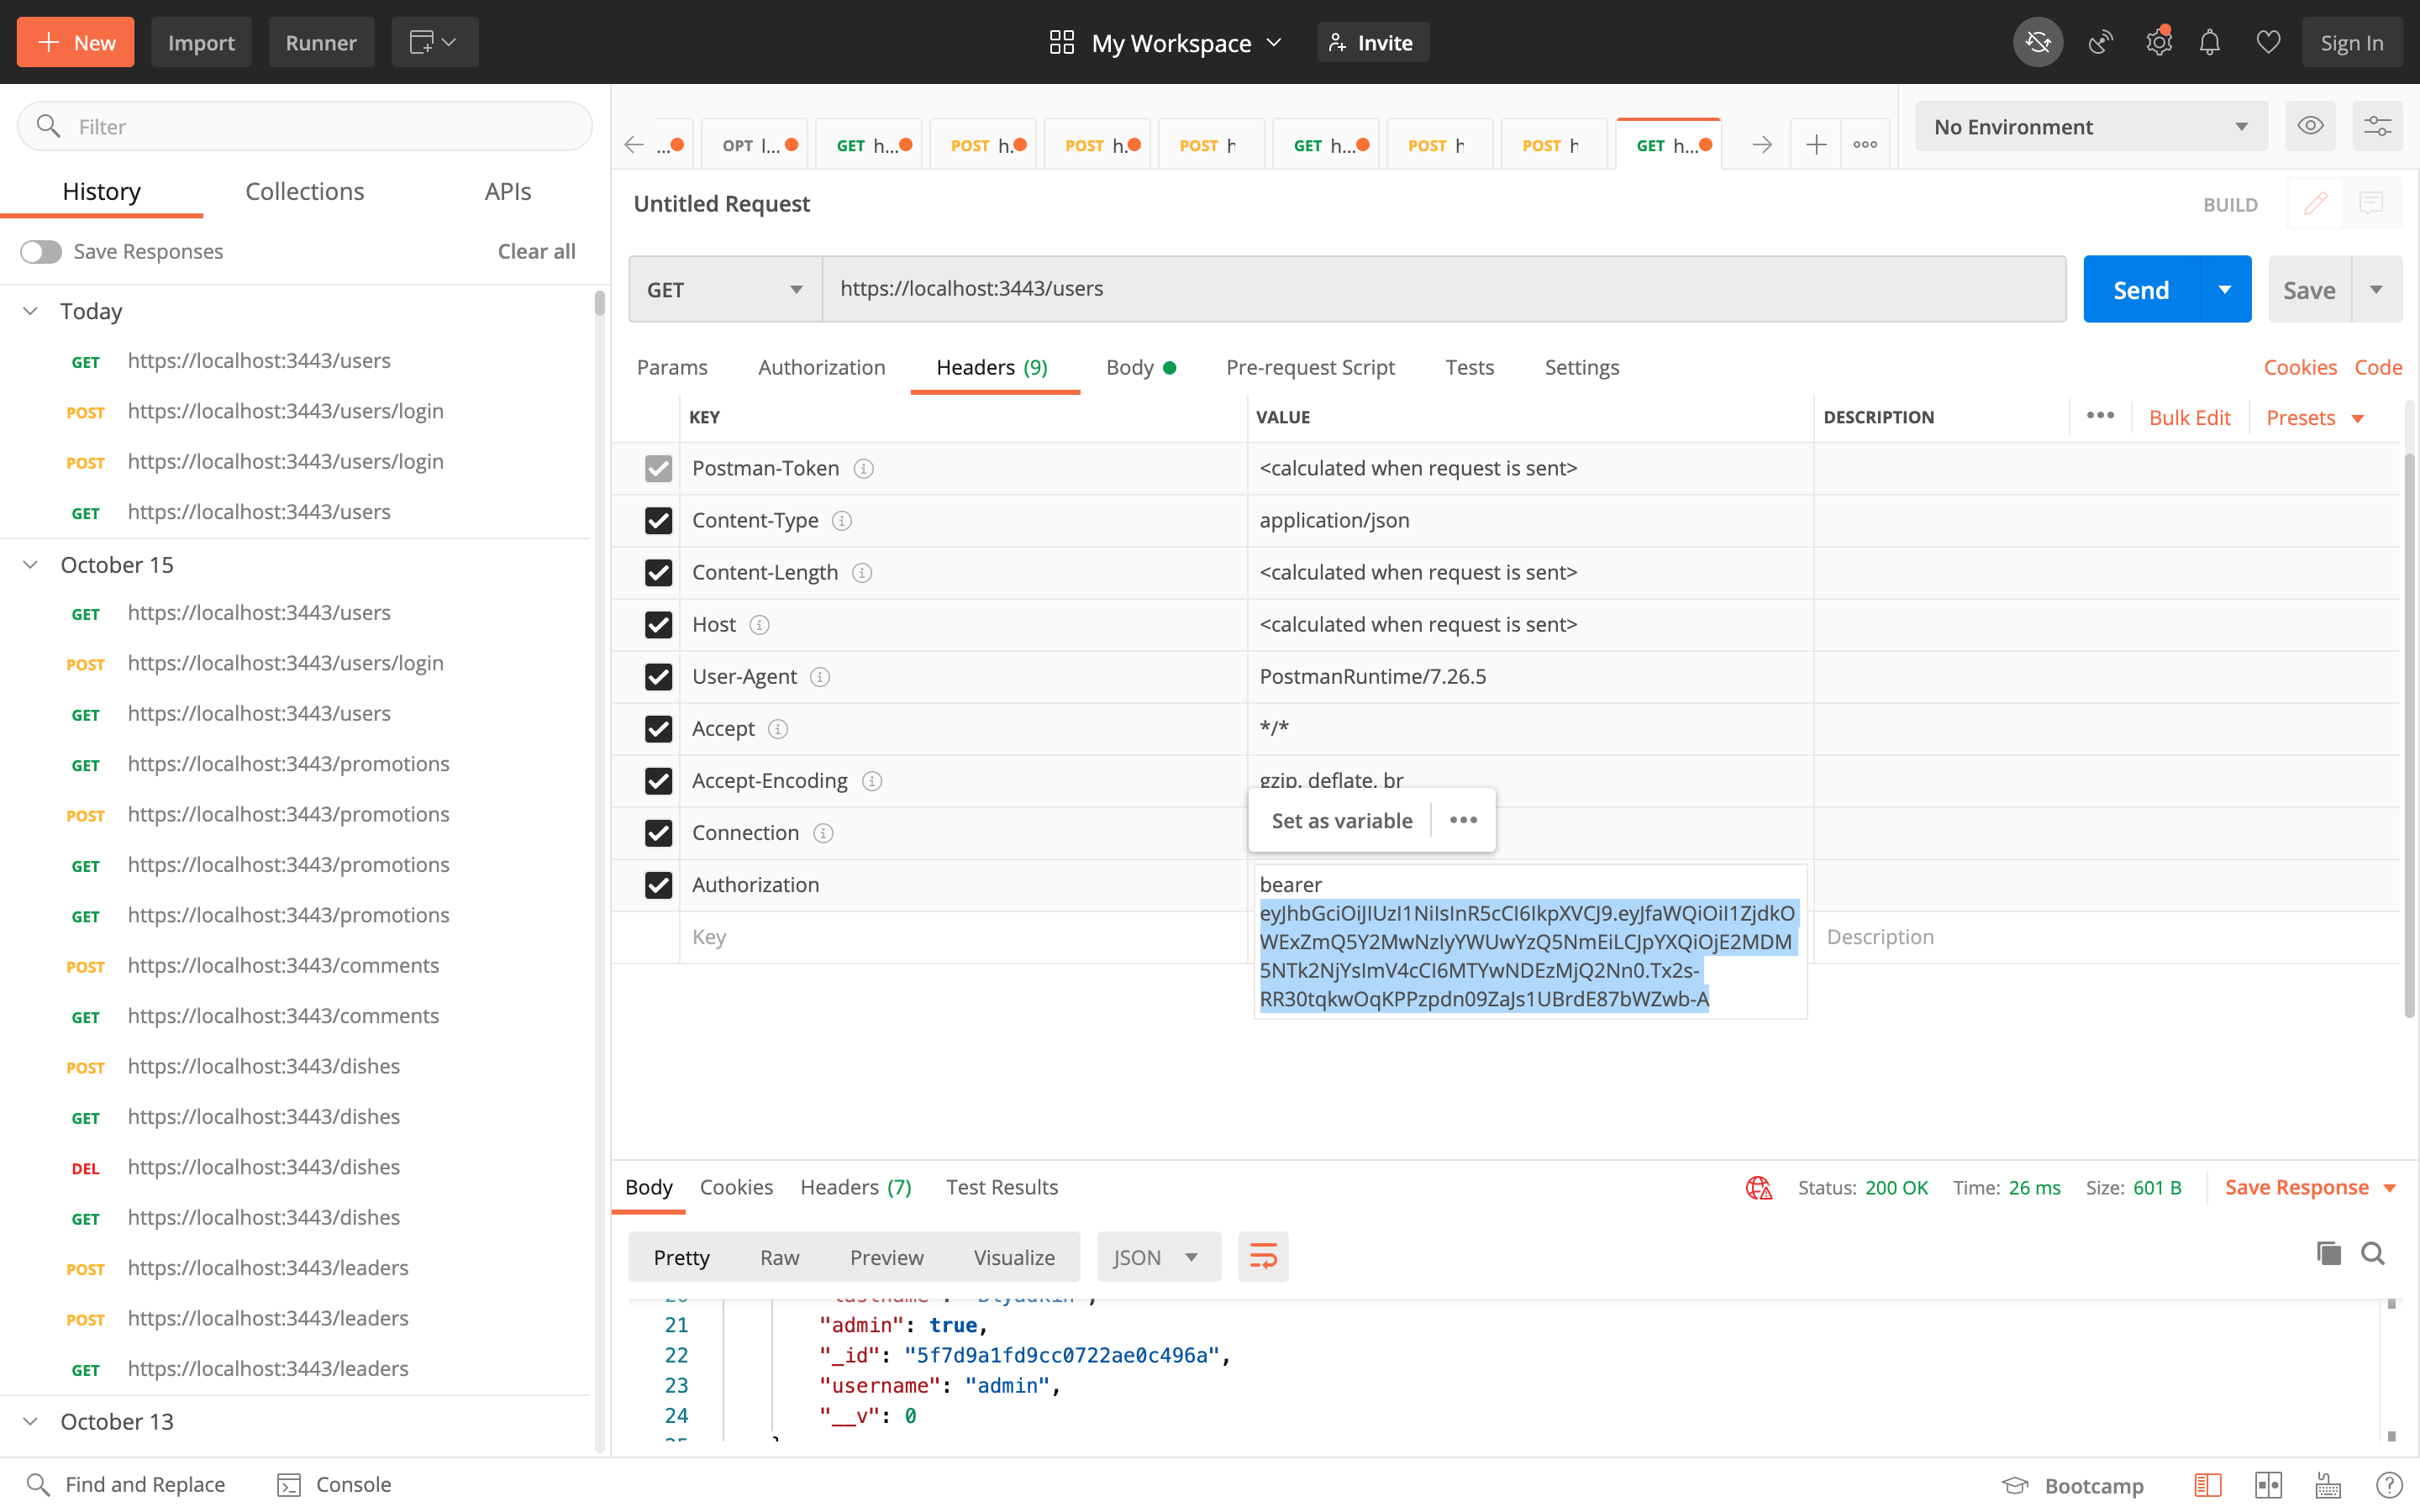 New
Import
Runner
My Workspace
Invite
Sign In
Filter
History
Collections
APIs
Save Responses
Clear all
Today
GET https://localhost:3443/users
POST https://localhost:3443/users/login
POST https://localhost:3443/users/login
GET https://localhost:3443/users
October 15
GET https://localhost:3443/users
POST https://localhost:3443/users/login
GET https://localhost:3443/users
GET https://localhost:3443/promotions
POST https://localhost:3443/promotions
GET https://localhost:3443/promotions
GET https://localhost:3443/promotions
POST https://localhost:3443/comments
GET https://localhost:3443/comments
POST https://localhost:3443/dishes
GET https://localhost:3443/dishes
DEL https://localhost:3443/dishes
GET https://localhost:3443/dishes
POST https://localhost:3443/leaders
POST https://localhost:3443/leaders
GET https://localhost:3443/leaders
October 13
...
OPT l...
GET h...
POST h.
POST h.
POST h
GET h...
POST h
POST h
GET h...
No Environment
Untitled Request
BUILD
GET
https://localhost:3443/users
Send
Save
Params
Authorization
Headers (9)
Body
Pre-request Script
Tests
Settings
Cookies
Code
KEY VALUE DESCRIPTION
Bulk Edit
Presets
Postman-Token <calculated when request is sent>
Content-Type application/json
Content-Length <calculated when request is sent>
Host <calculated when request is sent>
User-Agent PostmanRuntime/7.26.5
Accept */*
Accept-Encoding gzip, deflate, br
Set as variable
Connection
Authorization
bearer
eyJhbGciOiJIUzI1NiIsInR5cCI6IkpXVCJ9.eyJfaWQiOiI1ZjdkO
WExZmQ5Y2MwNzIyYWUwYzQ5NmEiLCJpYXQiOjE2MDM
5NTk2NjYsImV4cCI6MTYwNDEzMjQ2Nn0.Tx2s-
RR30tqkwOqKPPzpdn09ZaJs1UBrdE87bWZwb-A
Key
Description
Body
Cookies
Headers (7)
Test Results
Status: 200 OK
Time: 26 ms
Size: 601 B
Save Response
Pretty
Raw
Preview
Visualize
JSON
21 "admin": true,
22 "_id": "5f7d9a1fd9cc0722ae0c496a",
23 "username": "admin",
24 "__v": 0
Find and Replace
Console
Bootcamp